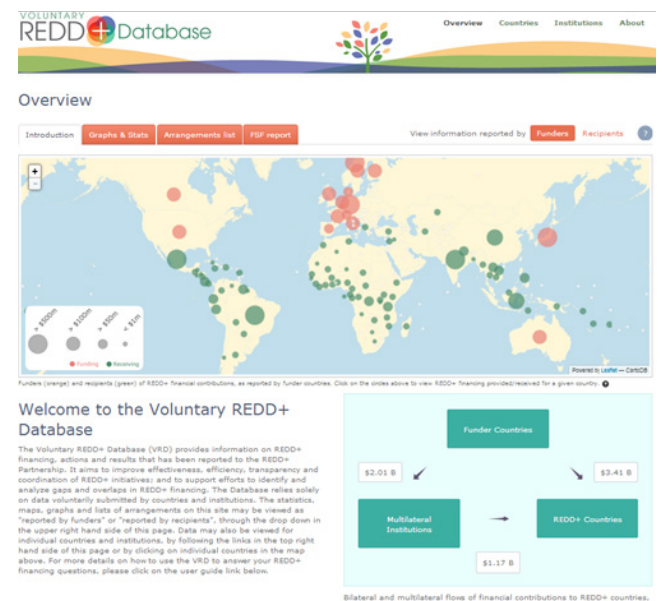 VOLUNTARY
REDD+ Database
Overview Countries Institutions About
Overview
Introduction Graphs & Stats Arrangements list FSF report View information reported by Funders Recipients ?
+
-
> $500m > $100m > $50m < $1m
Funding Receiving
Powered by Leaflet — CartoDB
Funders (orange) and recipients (green) of REDD+ financial contributions, as reported by funder countries. Click on the circles above to view REDD+ financing provided/received for a given country.
Welcome to the Voluntary REDD+
Database
The Voluntary REDD+ Database (VRD) provides information on REDD+
financing, actions and results that has been reported to the REDD+
Partnership. It aims to improve effectiveness, efficiency, transparency and
coordination of REDD+ initiatives; and to support efforts to identify and
analyze gaps and overlaps in REDD+ financing. The Database relies solely
on data voluntarily submitted by countries and institutions. The statistics,
maps, graphs and lists of arrangements on this site may be viewed as
"reported by funders" or "reported by recipients", through the drop down in
the upper right hand side of this page. Data may also be viewed for
individual countries and institutions, by following the links in the top right
hand side of this page or by clicking on individual countries in the map
above. For more details on how to use the VRD to answer your REDD+
financing questions, please click on the user guide link below.
Funder Countries
$2.01 B
$3.41 B
Multilateral
Institutions
REDD+ Countries
$1.17 B
Bilateral and multilateral flows of financial contributions to REDD+ countries,